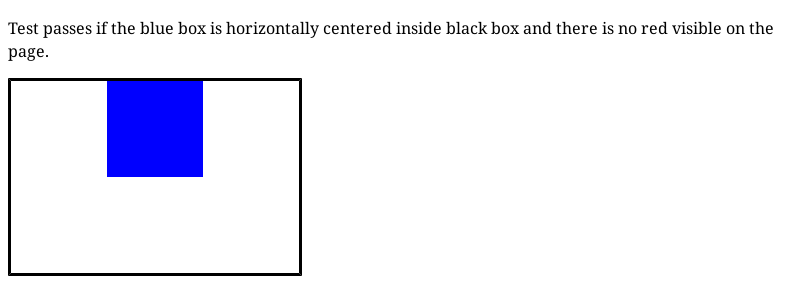 Test passes if the blue box is horizontally centered inside black box and there is no red visible on the
page.